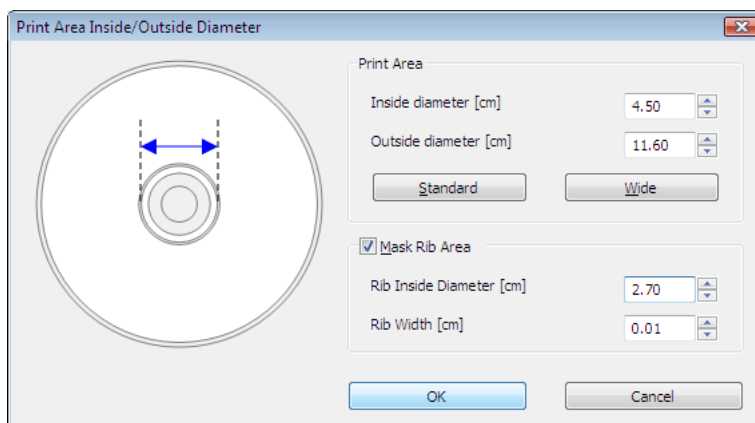 Print Area Inside/Outside Diameter
Print Area
Inside diameter [cm]
4.50
Outside diameter [cm]
11.60
Standard
Wide
Mask Rib Area
Rib Inside Diameter [cm]
2.70
Rib Width [cm]
0.01
OK
Cancel